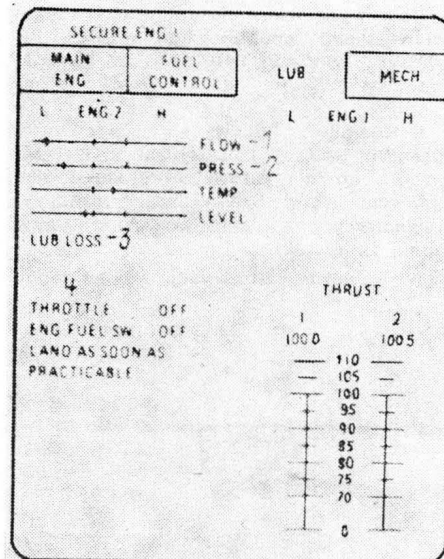 SECURE ENG 1
MAIN ENG
FUEL CONTROL
LUB
MECH
L ENG 2 H
L ENG 1 H
FLOW -1
PRESS -2
TEMP
LEVEL
LUB LOSS -3
4
THROTTLE OFF
ENG FUEL SW OFF
LAND AS SOON AS
PRACTICABLE
THRUST
1 2
100 0 100 5
110
105
100
95
90
85
80
75
70
0